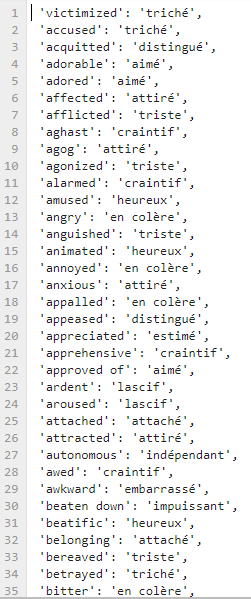 1 'victimized': 'triché',
2 'accused': 'triché',
3 'acquitted': 'distingué',
4 'adorable': 'aimé',
5 'adored': 'aimé',
6 'affected': 'attiré',
7 'afflicted': 'triste',
8 'aghast': 'craintif',
9 'agog': 'attiré',
10 'agonized': 'triste',
11 'alarmed': 'craintif',
12 'amused': 'heureux',
13 'angry': 'en colère',
14 'anguished': 'triste',
15 'animated': 'heureux',
16 'annoyed': 'en colère',
17 'anxious': 'attiré',
18 'appalled': 'en colère',
19 'appeased': 'distingué',
20 'appreciated': 'estimé',
21 'apprehensive': 'craintif',
22 'approved of': 'aimé',
23 'ardent': 'lascif',
24 'aroused': 'lascif',
25 'attached': 'attaché',
26 'attracted': 'attiré',
27 'autonomous': 'indépendant',
28 'awed': 'craintif',
29 'awkward': 'embarrassé',
30 'beaten down': 'impuissant',
31 'beatific': 'heureux',
32 'belonging': 'attaché',
33 'bereaved': 'triste',
34 'betrayed': 'triché',
35 'bitter': 'en colère',